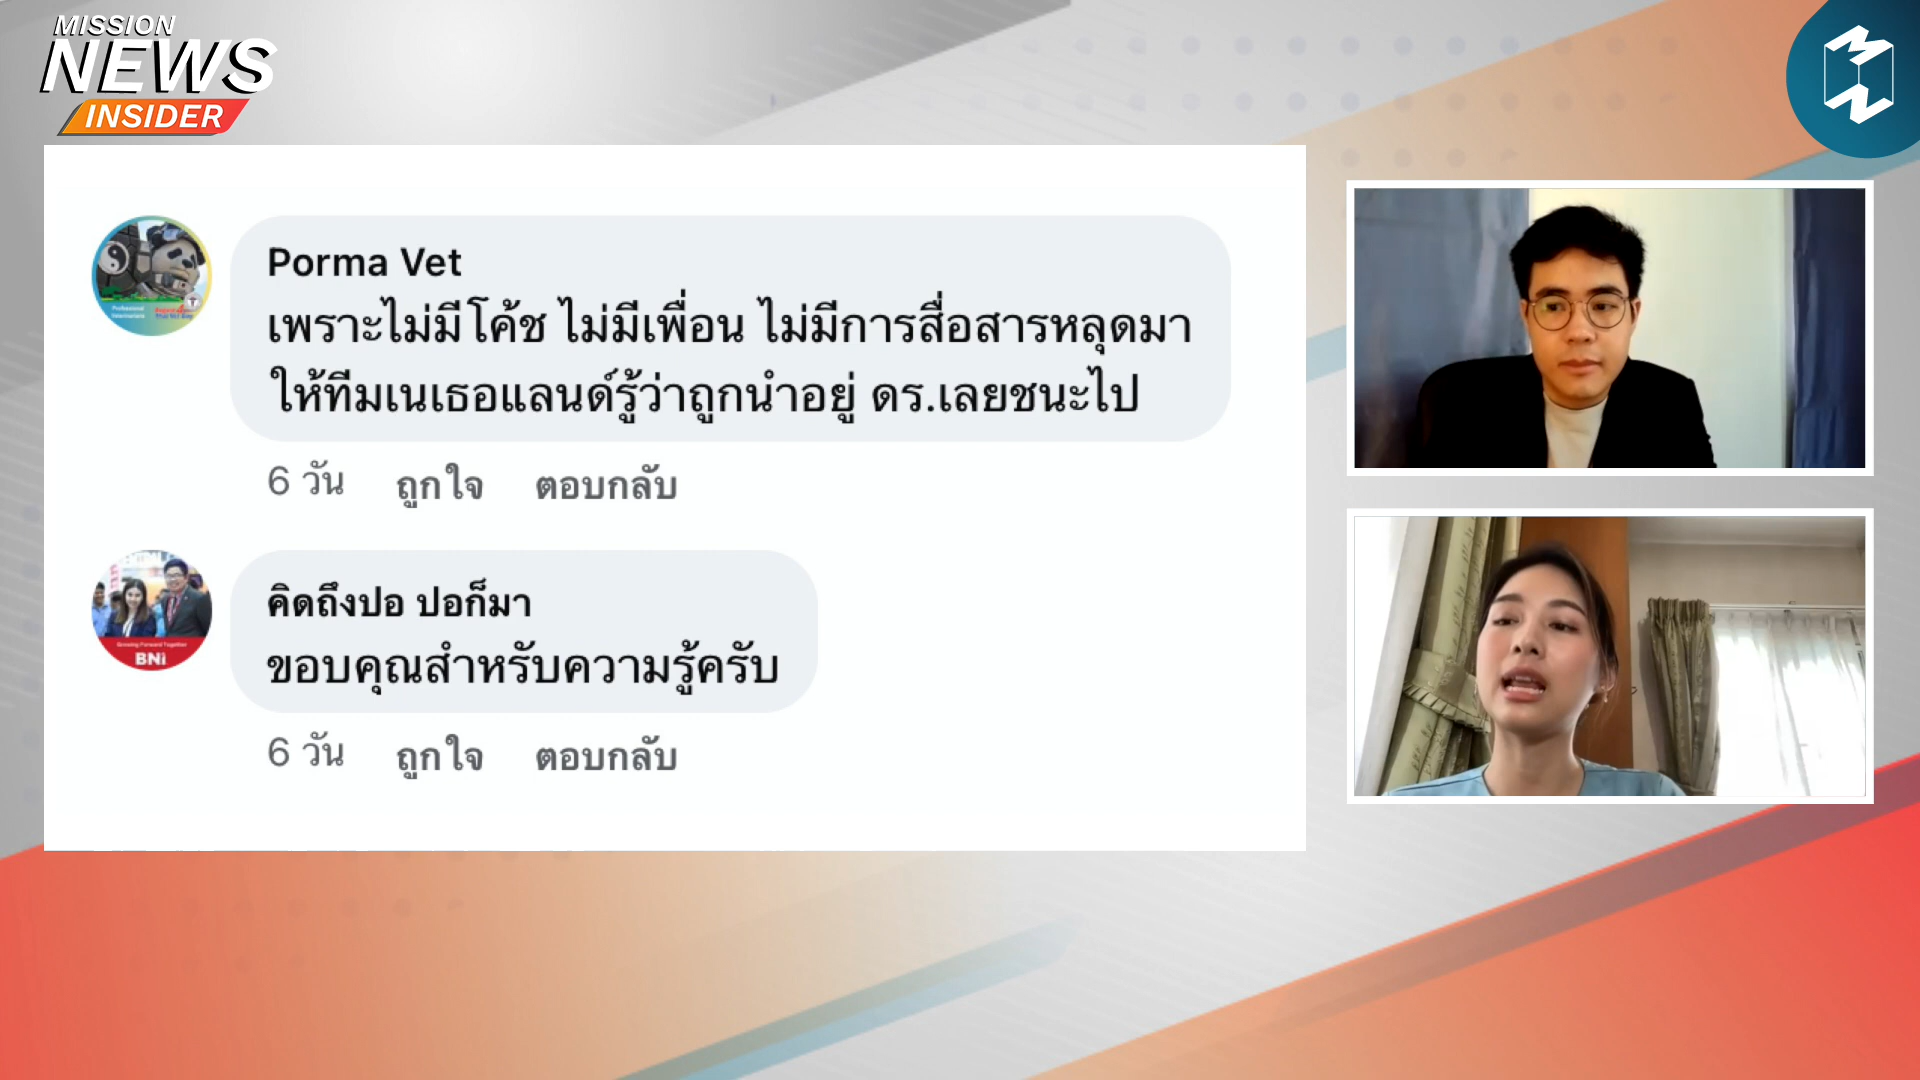 MISSION
NEWS
INSIDER
Porma Vet
เพราะไม่มีโค้ช ไม่มีเพื่อน ไม่มีการสื่อสารหลุดมา
ให้ทีมเนเธอแลนด์รู้ว่าถูกนำอยู่ ดร.เลยชนะไป
6 วัน ถูกใจ ตอบกลับ
คิดถึงปอ ปอก็มา
ขอบคุณสำหรับความรู้ครับ
6 วัน ถูกใจ ตอบกลับ
Growing Forward Together
BNI